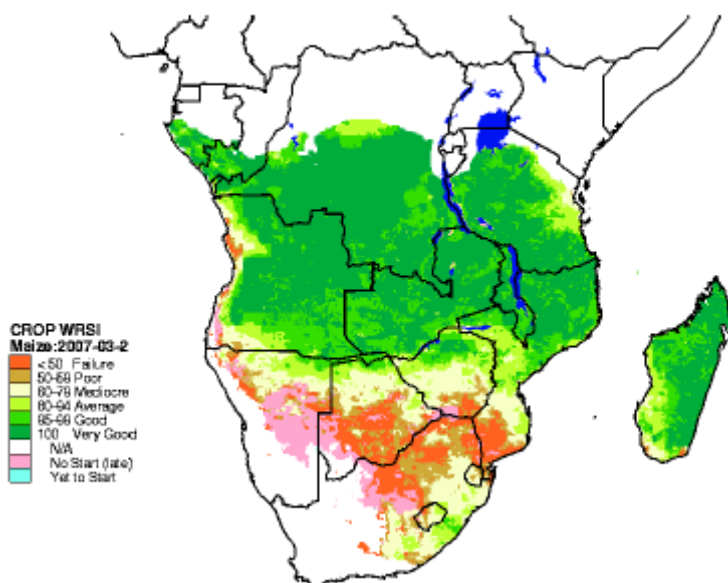 CROP WRSI
Maize:2007-03-2
<50 Failure
50-59 Poor
60-79 Mediocre
80-94 Average
95-99 Good
100 Very Good
N/A
No Start (late)
Yet to Start